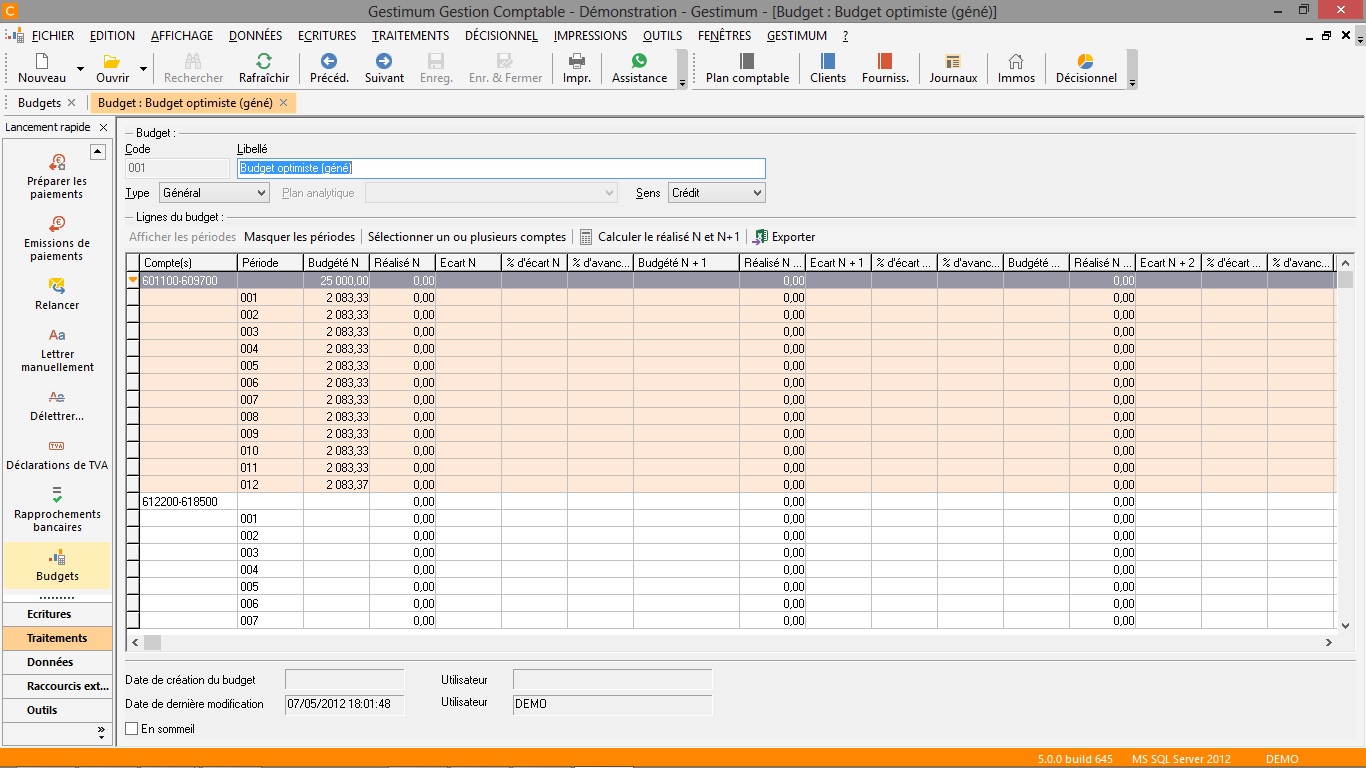 C
Gestimum Gestion Comptable - Démonstration - Gestimum - [Budget : Budget optimiste (géné)]
FICHIER EDITION AFFICHAGE DONNÉES ECRITURES TRAITEMENTS DÉCISIONNEL IMPRESSIONS OUTILS FENÊTRES GESTIMUM ?
Nouveau Ouvrir Rechercher Rafraîchir Précéd. Suivant Enreg. Enr. & Fermer Impr. Assistance Plan comptable Clients Fourniss. Journaux Immos Décisionnel
Budgets Budget : Budget optimiste (géné)
Lancement rapide
Préparer les
paiements
Emissions de
paiements
Relancer
Aa
Lettrer
manuellement
Aa
Délettrer...
TVA
Déclarations de TVA
Rapprochements
bancaires
Budgets
Ecritures
Traitements
Données
Raccourcis ext...
Outils
Budget :
Code Libellé
001 Budget optimiste (géné)
Type Général Plan analytique Sens Crédit
Lignes du budget :
Afficher les périodes Masquer les périodes Sélectionner un ou plusieurs comptes Calculer le réalisé N et N+1 Exporter
Compte(s) Période Budgété N Réalisé N Ecart N % d'écart N % d'avanc... Budgété N + 1 Réalisé N ... Ecart N + 1 % d'écart ... % d'avanc... Budgété ... Réalisé N ... Ecart N + 2 % d'écart ... % d'avanc...
601100-609700 25 000,00 0,00 0,00 0,00
001 2 083,33 0,00 0,00 0,00
002 2 083,33 0,00 0,00 0,00
003 2 083,33 0,00 0,00 0,00
004 2 083,33 0,00 0,00 0,00
005 2 083,33 0,00 0,00 0,00
006 2 083,33 0,00 0,00 0,00
007 2 083,33 0,00 0,00 0,00
008 2 083,33 0,00 0,00 0,00
009 2 083,33 0,00 0,00 0,00
010 2 083,33 0,00 0,00 0,00
011 2 083,33 0,00 0,00 0,00
012 2 083,37 0,00 0,00 0,00
612200-618500 0,00 0,00 0,00
001 0,00 0,00 0,00
002 0,00 0,00 0,00
003 0,00 0,00 0,00
004 0,00 0,00 0,00
005 0,00 0,00 0,00
006 0,00 0,00 0,00
007 0,00 0,00 0,00
Date de création du budget Utilisateur
Date de dernière modification 07/05/2012 18:01:48 Utilisateur DEMO
En sommeil
5.0.0 build 645 MS SQL Server 2012 DEMO